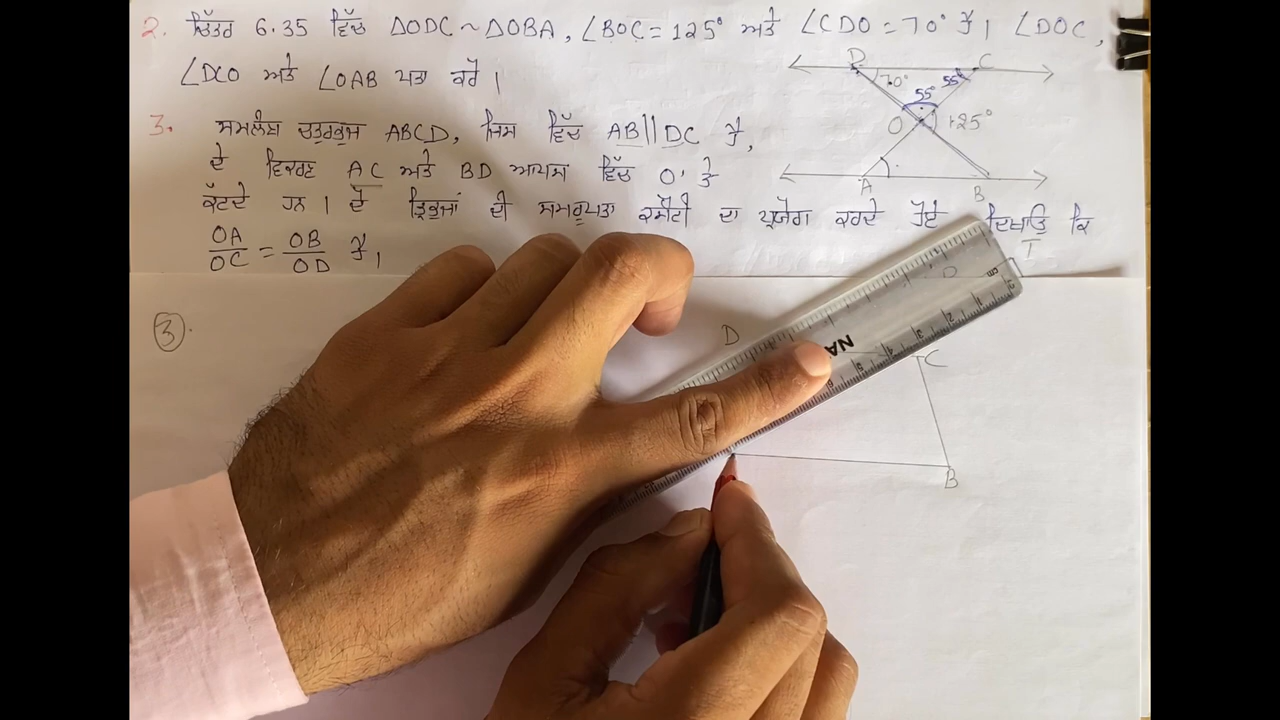 2. ਚਿੱਤਰ 6.35 ਵਿੱਚ ΔODC ~ ΔOBA, ∠BOC = 125° ਅਤੇ ∠CDO = 70° ਹੈ। ∠DOC,
∠DCO ਅਤੇ ∠OAB ਪਤਾ ਕਰੋ।
D C
70° 55° 55°
O 125°
A B
3. ਸਮਲੰਬ ਚਤੁਰਭੁਜ ABCD, ਜਿਸ ਵਿੱਚ AB||DC ਹੈ,
ਦੇ ਵਿਕਰਣ AC ਅਤੇ BD ਆਪਸ ਵਿੱਚ O' ਤੇ
ਕੱਟਦੇ ਹਨ। ਦੋ ਤ੍ਰਿਭੁਜਾਂ ਦੀ ਸਮਰੂਪਤਾ ਕਸੌਟੀ ਦਾ ਪ੍ਰਯੋਗ ਕਰਦੇ ਹੋਏ ਦਿਖਾਓ ਕਿ
OA/OC = OB/OD ਹੈ।
3.
D
C
B
NA
cm